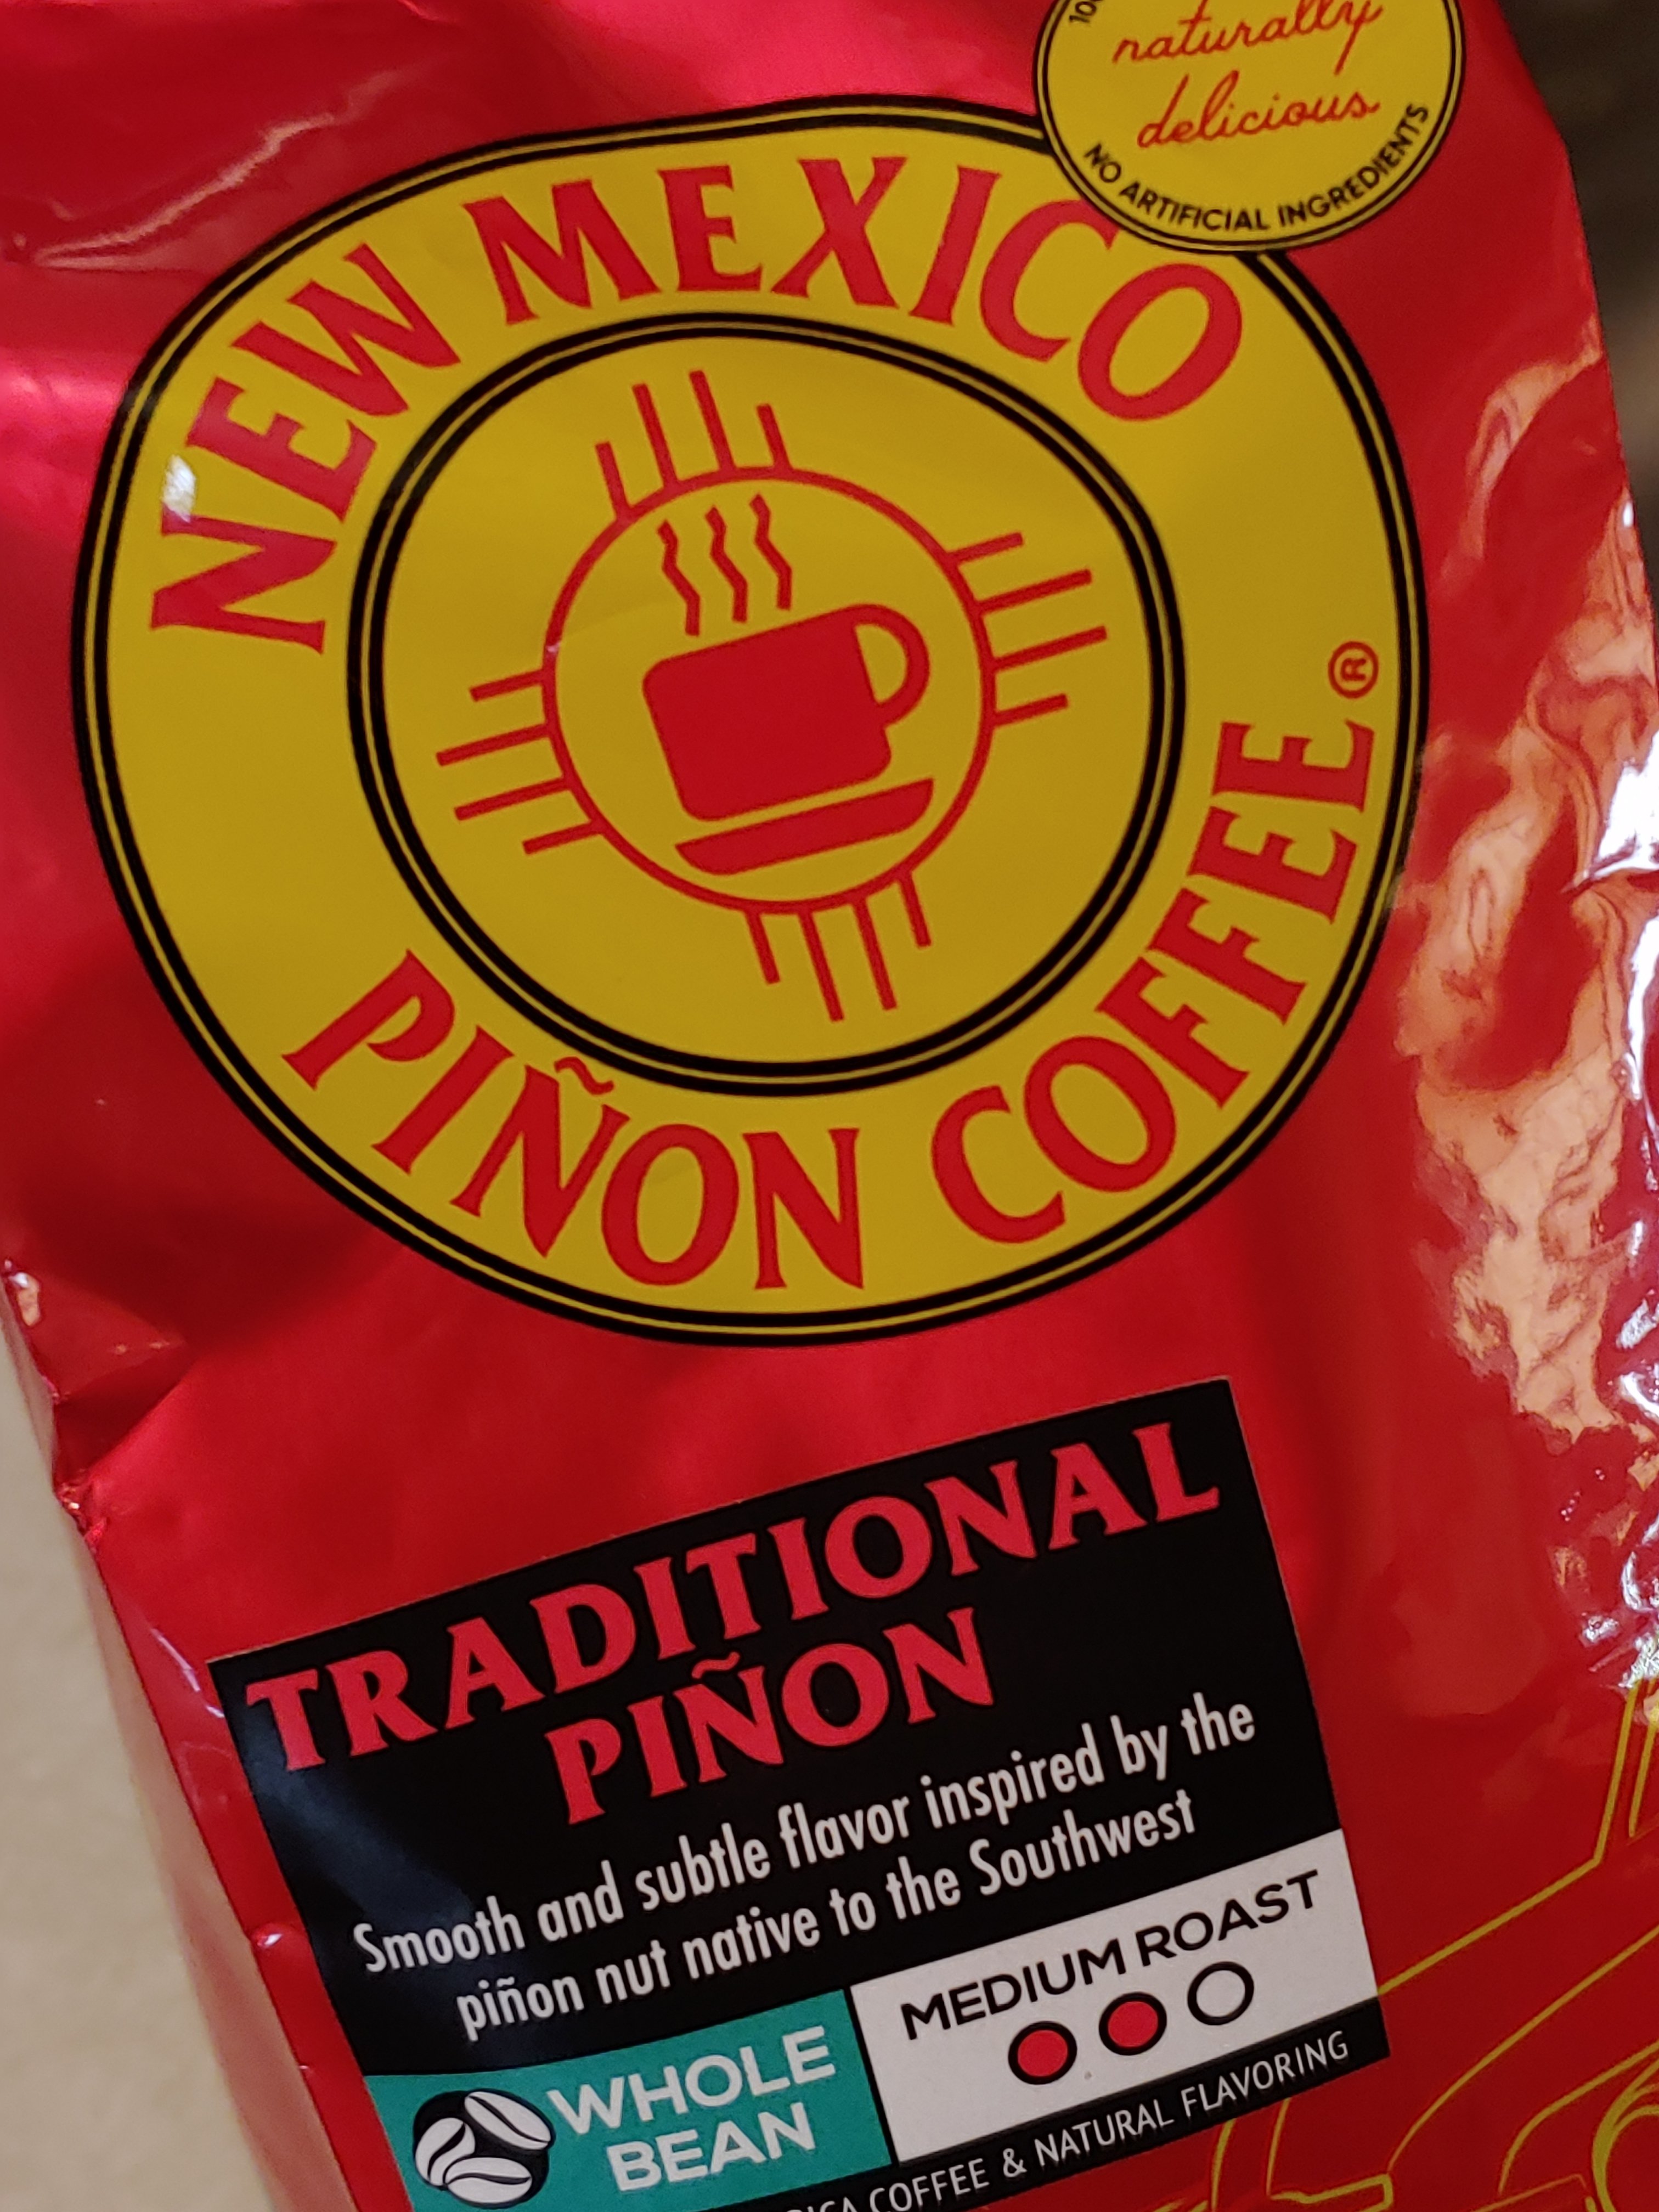 naturally
delicious
NO ARTIFICIAL INGREDIENTS
NEW MEXICO
PIÑON COFFEE®
TRADITIONAL
PIÑON
Smooth and subtle flavor inspired by the
piñon nut native to the Southwest
MEDIUM ROAST
WHOLE
BEAN
COFFEE & NATURAL FLAVORING